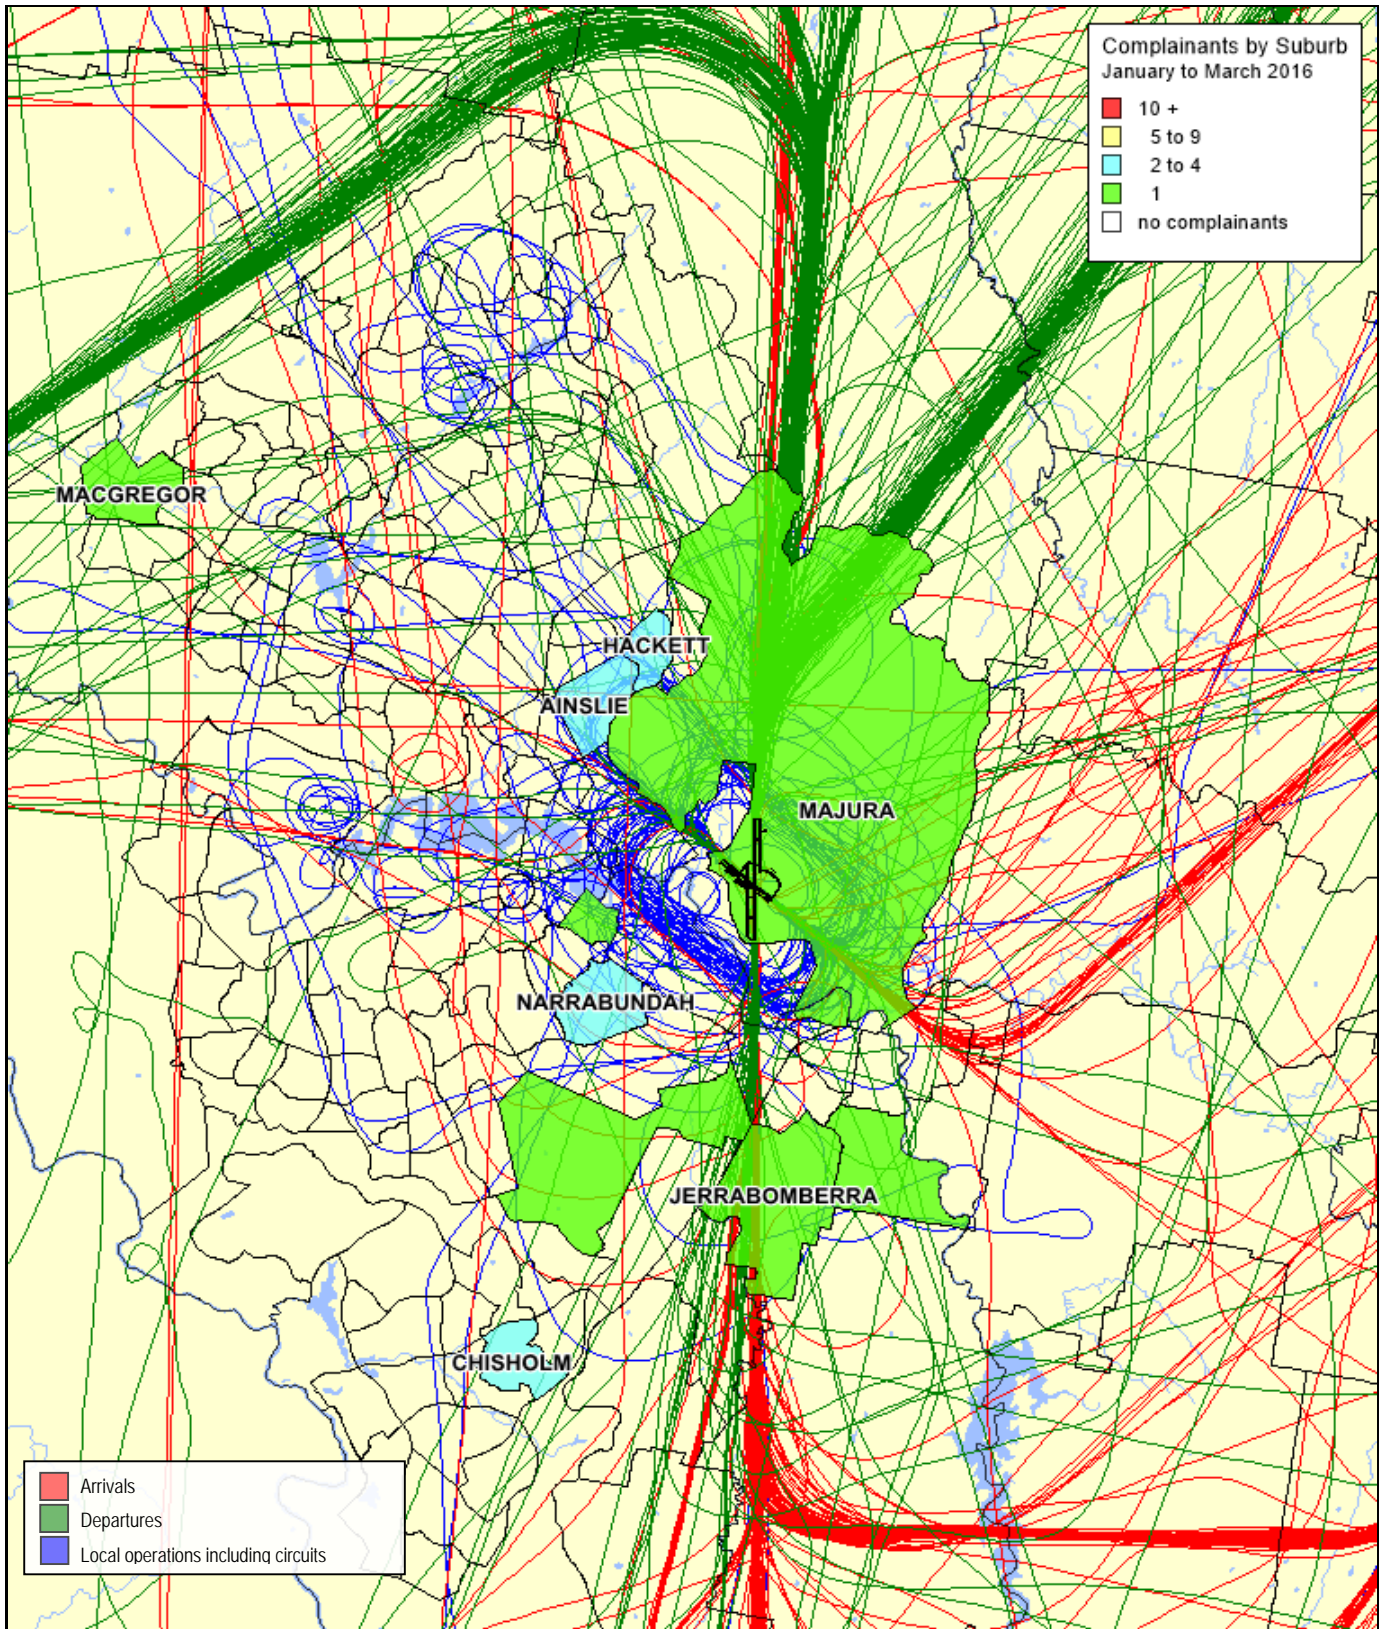 Complainants by Suburb
January to March 2016
10 +
5 to 9
2 to 4
1
no complainants
MACGREGOR
HACKETT
AINSLIE
MAJURA
NARRABUNDAH
JERRABOMBERRA
CHISHOLM
Arrivals
Departures
Local operations including circuits